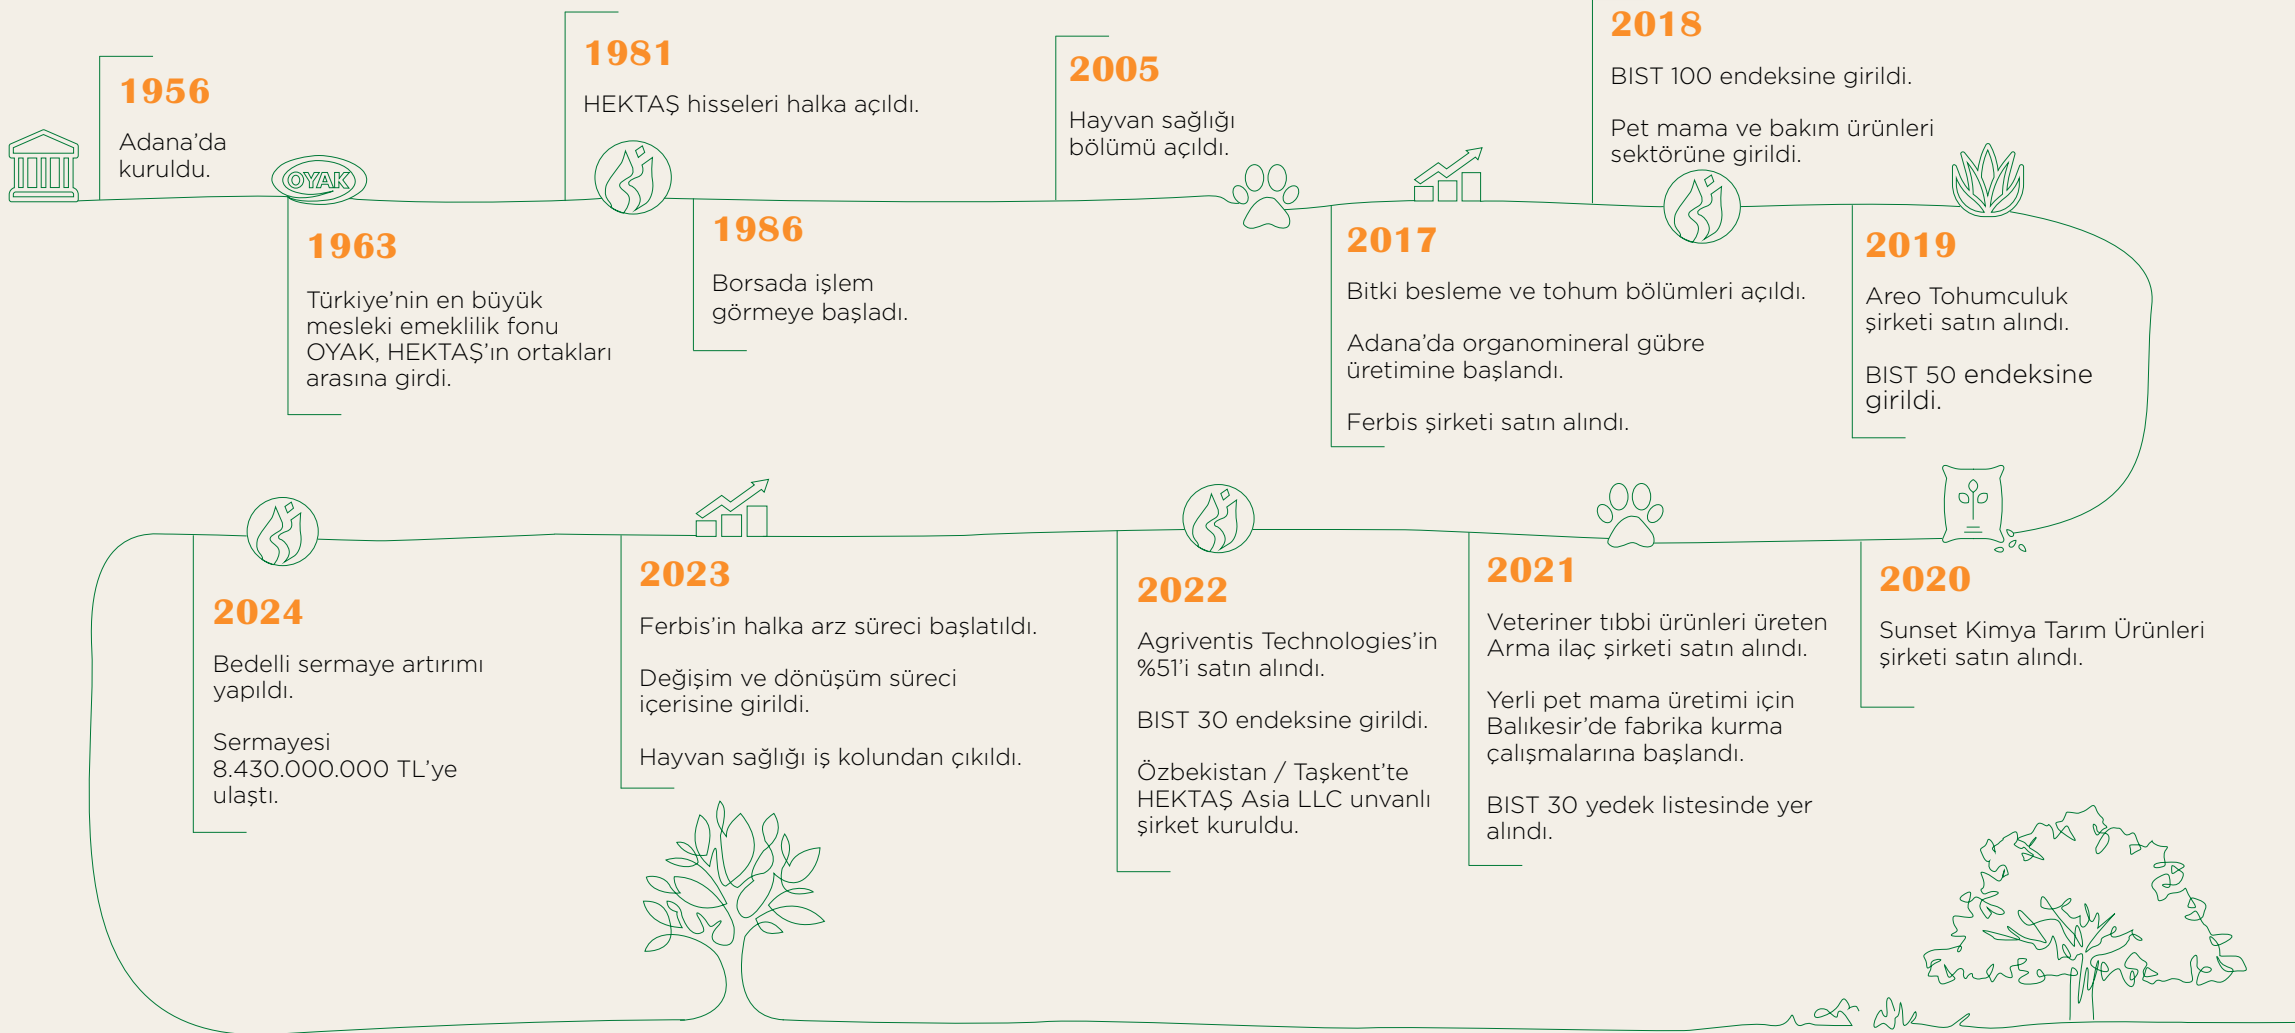 1956
Adana’da
kuruldu.
OYAK
1963
Türkiye’nin en büyük
mesleki emeklilik fonu
OYAK, HEKTAŞ’ın ortakları
arasına girdi.
1981
HEKTAŞ hisseleri halka açıldı.
1986
Borsada işlem
görmeye başladı.
2005
Hayvan sağlığı
bölümü açıldı.
2017
Bitki besleme ve tohum bölümleri açıldı.
Adana’da organomineral gübre
üretimine başlandı.
Ferbis şirketi satın alındı.
2018
BIST 100 endeksine girildi.
Pet mama ve bakım ürünleri
sektörüne girildi.
2019
Areo Tohumculuk
şirketi satın alındı.
BIST 50 endeksine
girildi.
2020
Sunset Kimya Tarım Ürünleri
şirketi satın alındı.
2021
Veteriner tıbbi ürünleri üreten
Arma ilaç şirketi satın alındı.
Yerli pet mama üretimi için
Balıkesir’de fabrika kurma
çalışmalarına başlandı.
BIST 30 yedek listesinde yer
alındı.
2022
Agriventis Technologies’in
%51’i satın alındı.
BIST 30 endeksine girildi.
Özbekistan / Taşkent’te
HEKTAŞ Asia LLC unvanlı
şirket kuruldu.
2023
Ferbis’in halka arz süreci başlatıldı.
Değişim ve dönüşüm süreci
içerisine girildi.
Hayvan sağlığı iş kolundan çıkıldı.
2024
Bedelli sermaye artırımı
yapıldı.
Sermayesi
8.430.000.000 TL’ye
ulaştı.